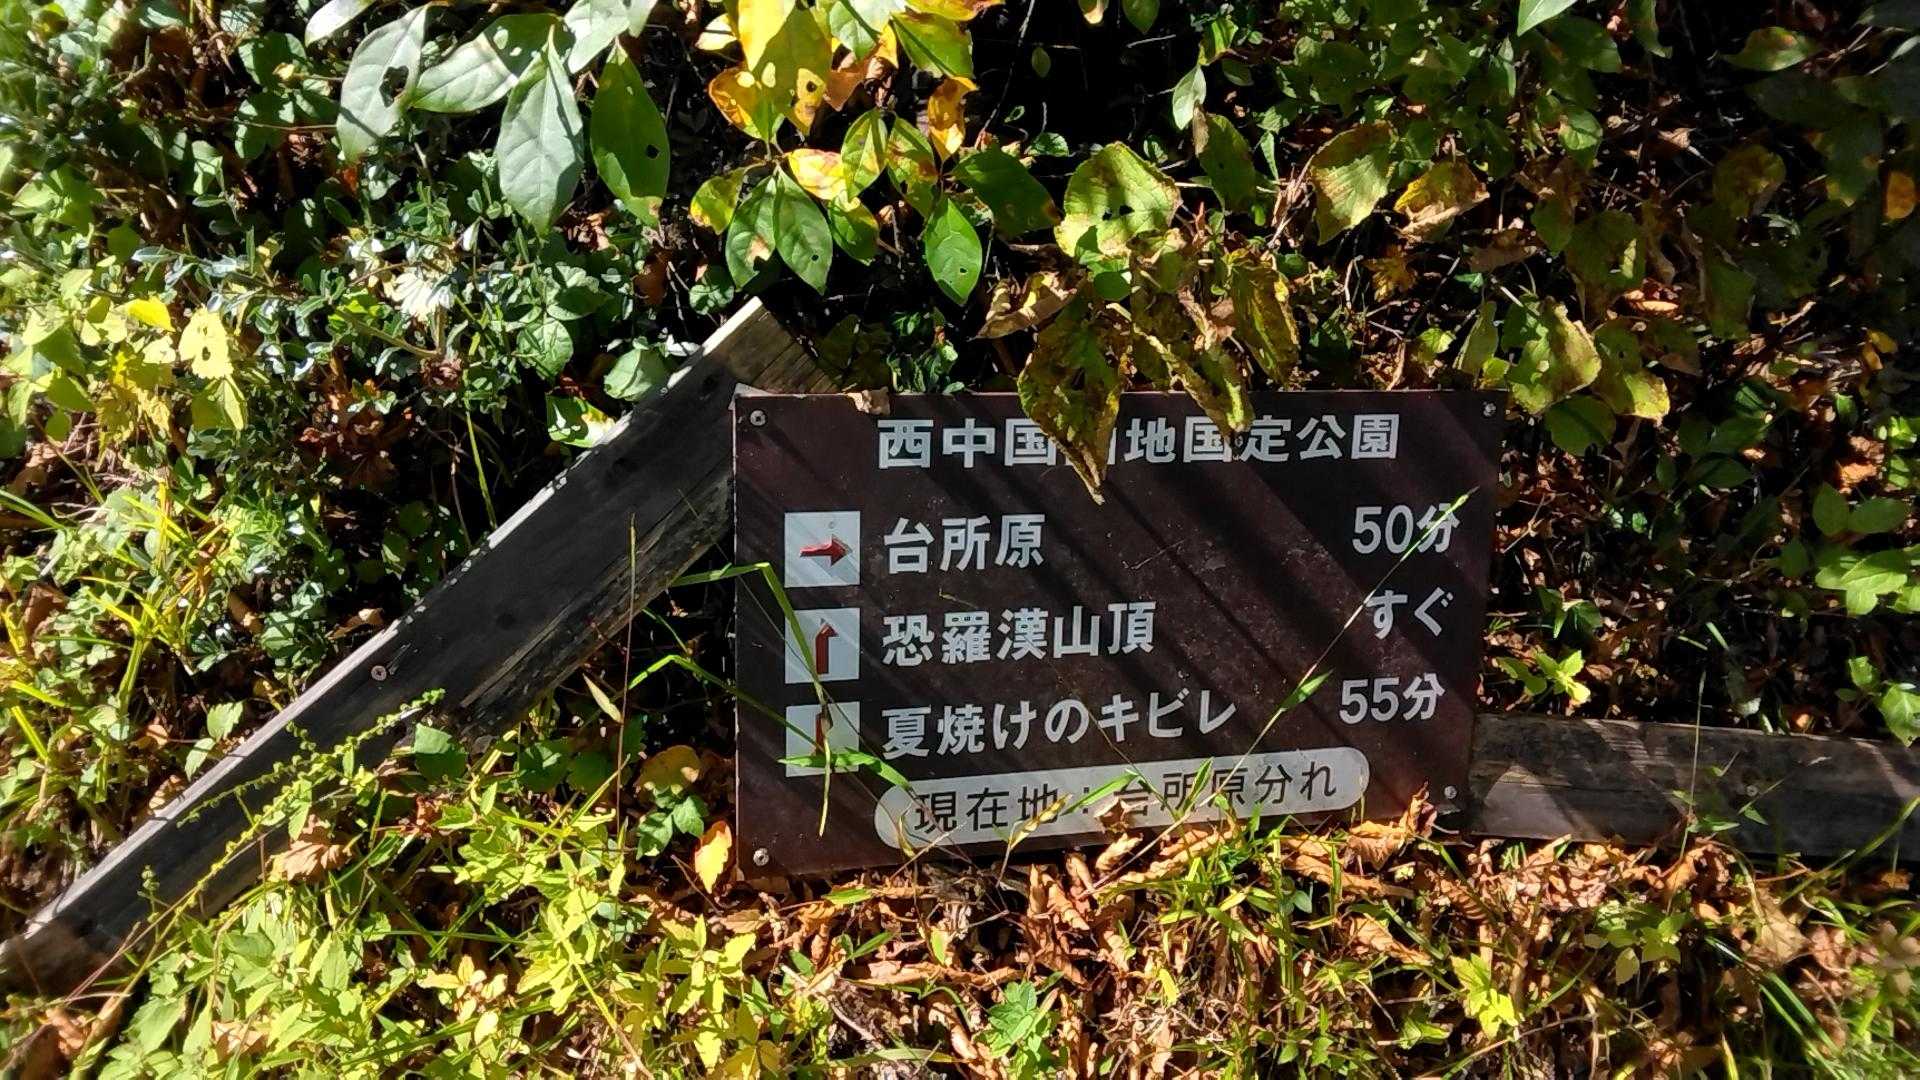 西中国山地国定公園
台所原 50分
恐羅漢山頂 すぐ
夏焼けのキビレ 55分
現在地:台所原分れ